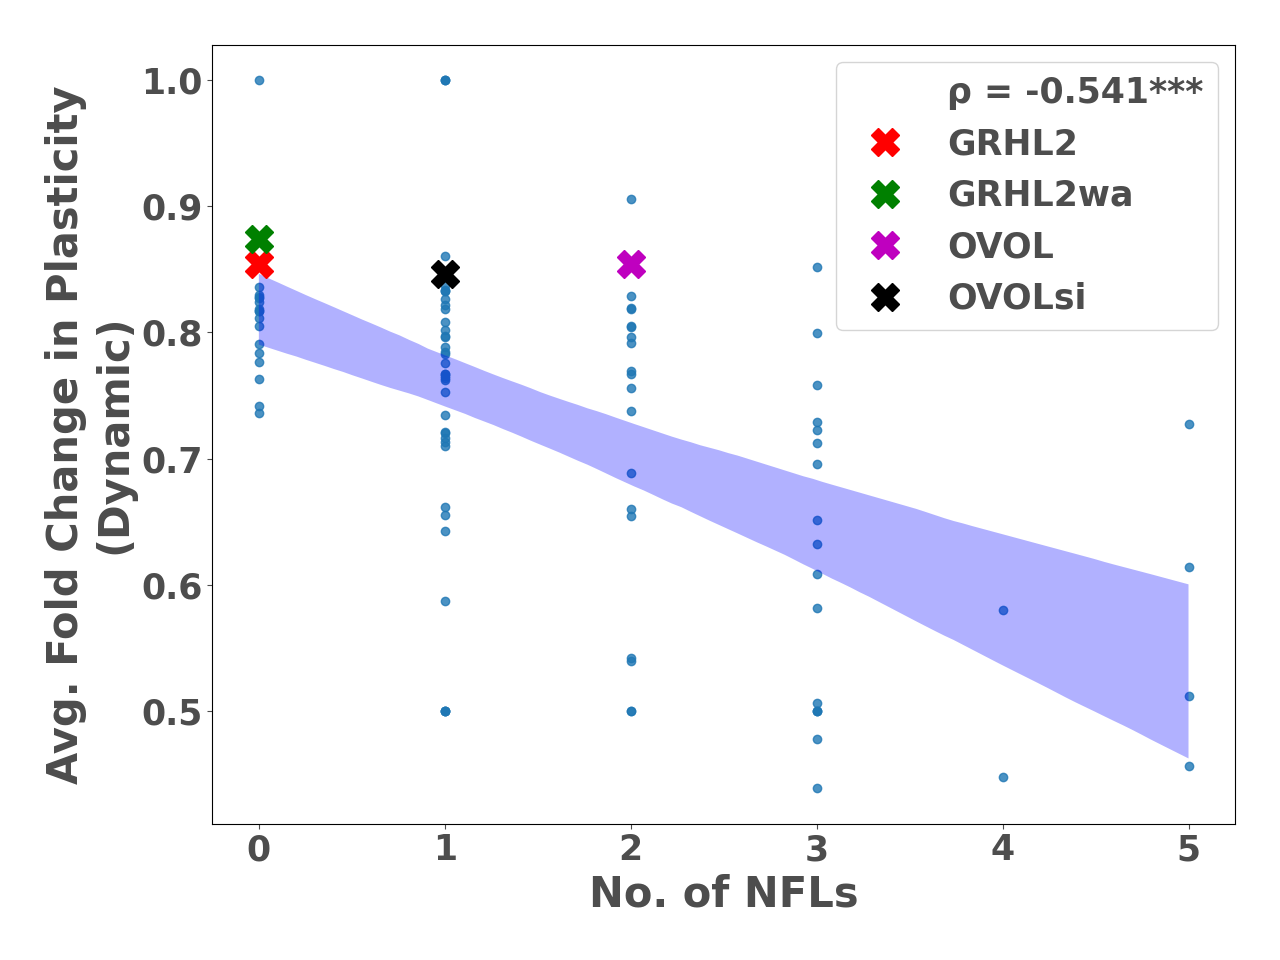 Avg. Fold Change in Plasticity
(Dynamic)
1.0
0.9
0.8
0.7
0.6
0.5
ρ = -0.541***
GRHL2
GRHL2wa
OVOL
OVOLsi
0 1 2 3 4 5
No. of NFLs